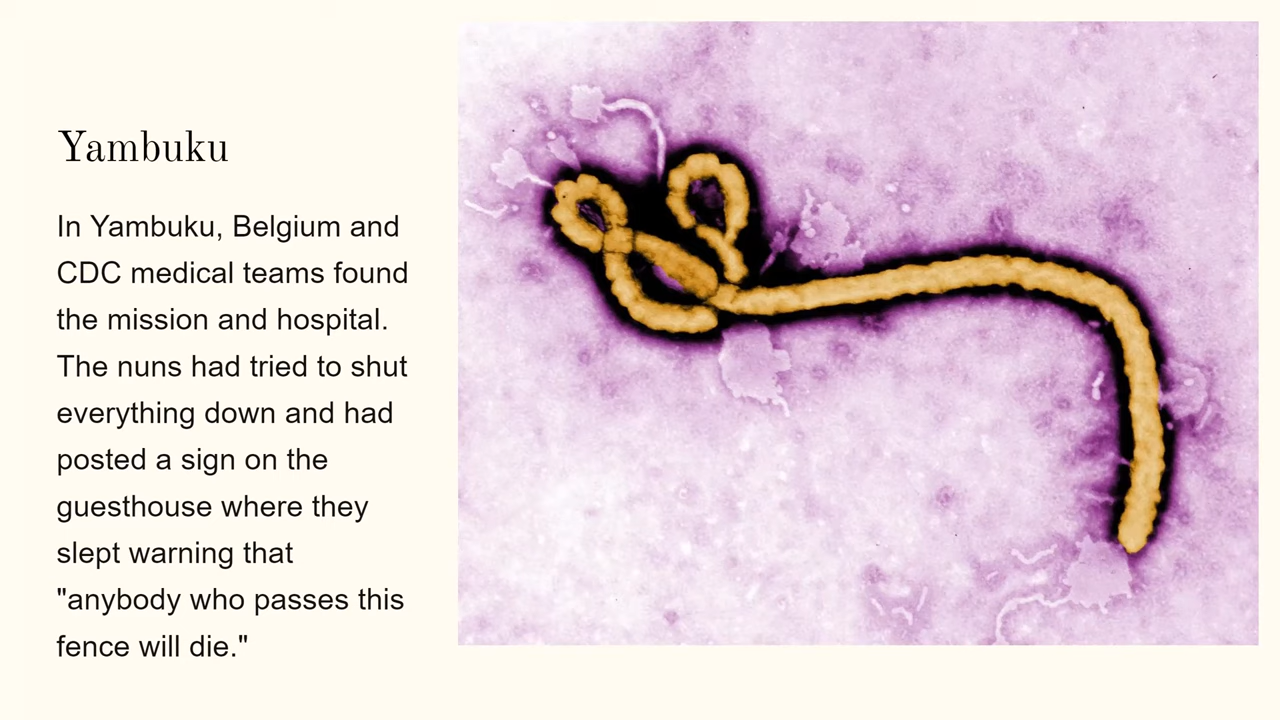 Yambuku
In Yambuku, Belgium and
CDC medical teams found
the mission and hospital.
The nuns had tried to shut
everything down and had
posted a sign on the
guesthouse where they
slept warning that
"anybody who passes this
fence will die."